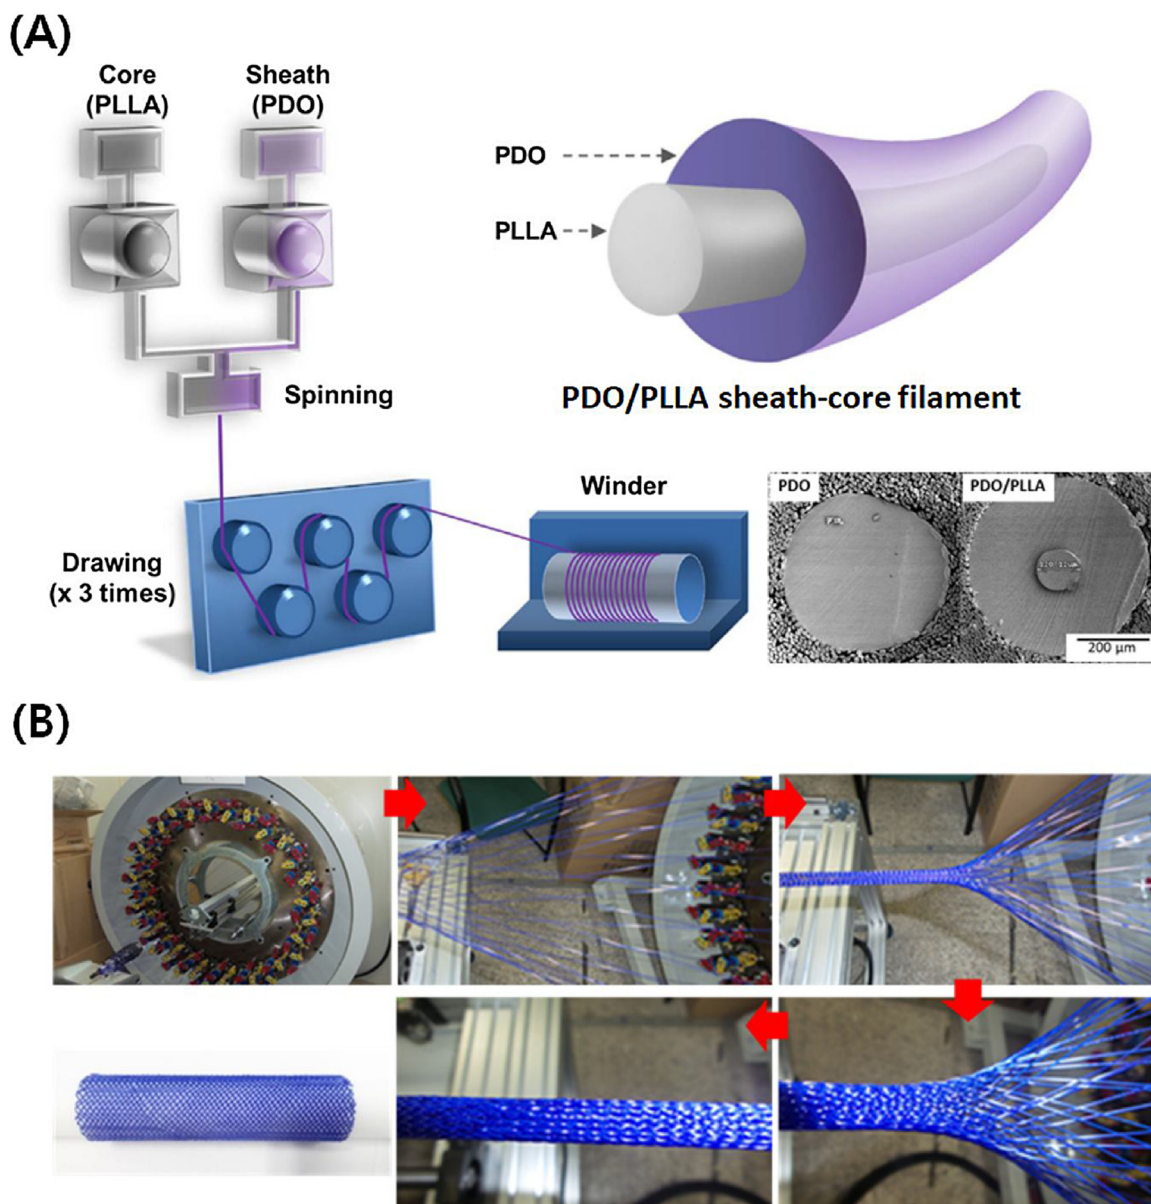 (A)
Core
(PLLA)
Sheath
(PDO)
PDO
PLLA
Spinning
PDO/PLLA sheath-core filament
Drawing
(x 3 times)
Winder
PDO
PDO/PLLA
200 μm
(B)